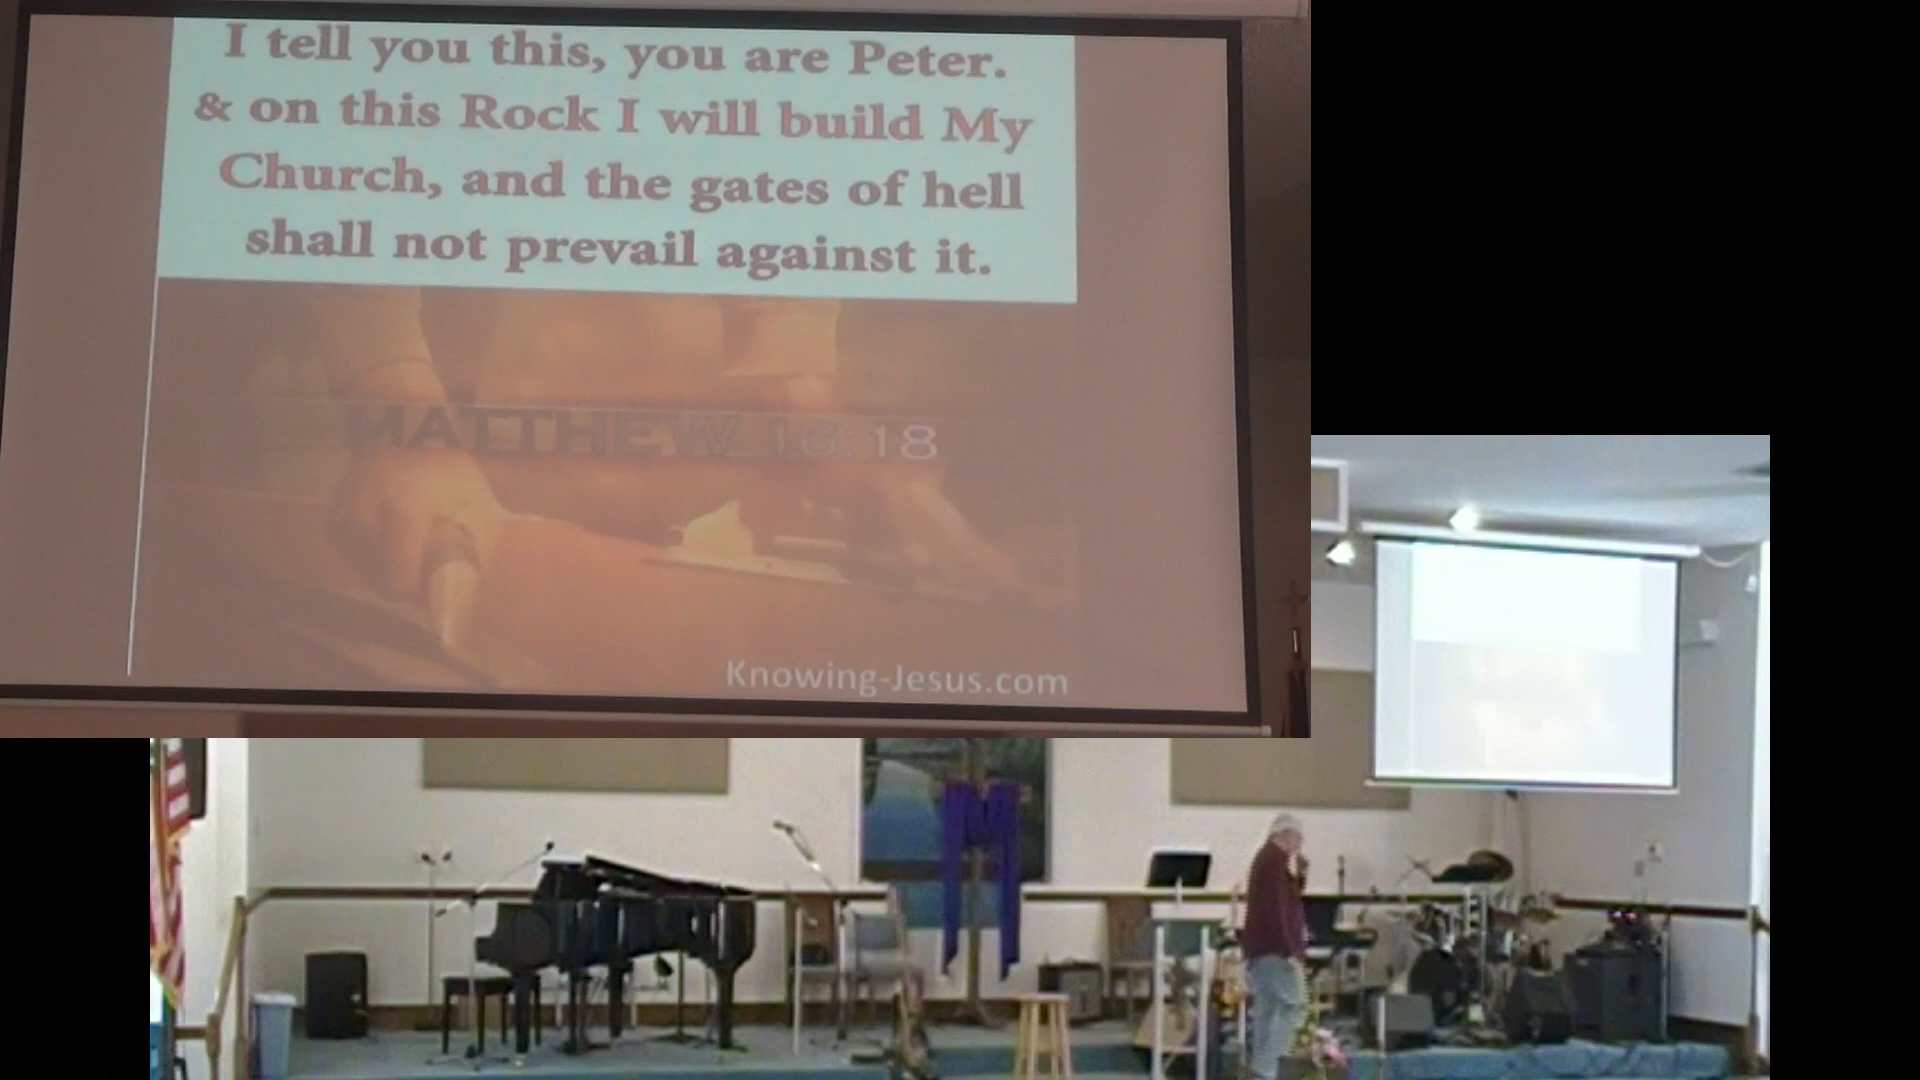 I tell you this, you are Peter.
& on this Rock I will build My
Church, and the gates of hell
shall not prevail against it.
MATTHEW 16:18
Knowing-Jesus.com